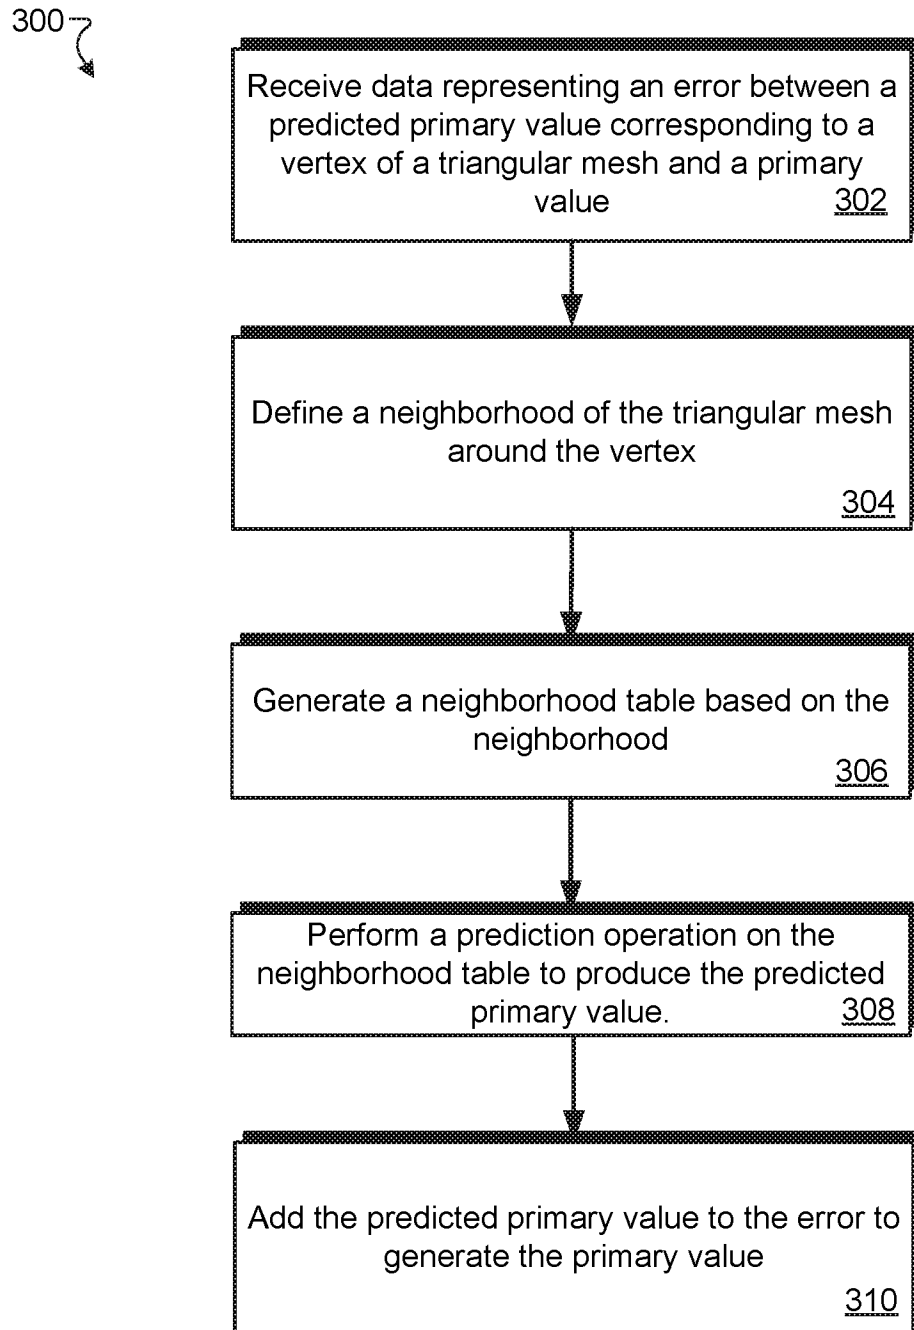 300
Receive data representing an error between a
predicted primary value corresponding to a
vertex of a triangular mesh and a primary
value
302
Define a neighborhood of the triangular mesh
around the vertex
304
Generate a neighborhood table based on the
neighborhood
306
Perform a prediction operation on the
neighborhood table to produce the predicted
primary value.
308
Add the predicted primary value to the error to
generate the primary value
310